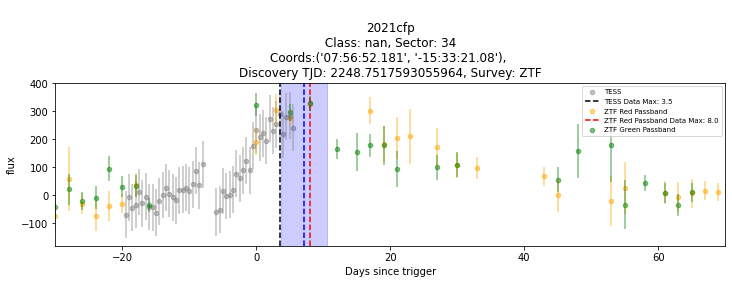 2021cfp
Class: nan, Sector: 34
Coords:('07:56:52.181', '-15:33:21.08'),
Discovery TJD: 2248.7517593055964, Survey: ZTF
400
300
200
100
0
−100
flux
−20
0
20
40
60
Days since trigger
TESS
TESS Data Max: 3.5
ZTF Red Passband
ZTF Red Passband Data Max: 8.0
ZTF Green Passband